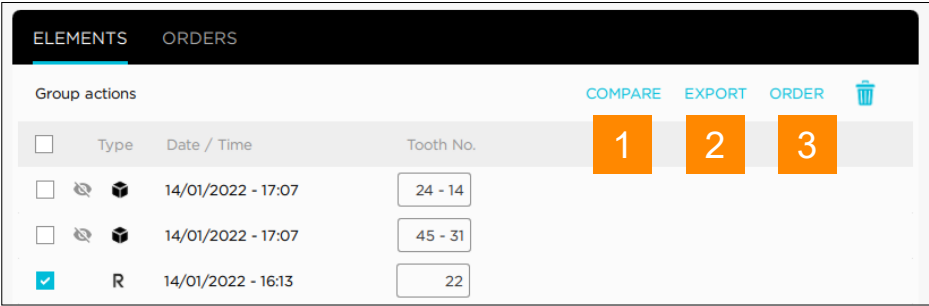 ELEMENTS ORDERS
Group actions COMPARE EXPORT ORDER
Type Date / Time Tooth No. 1 2 3
14/01/2022 - 17:07 24 - 14
14/01/2022 - 17:07 45 - 31
R 14/01/2022 - 16:13 22